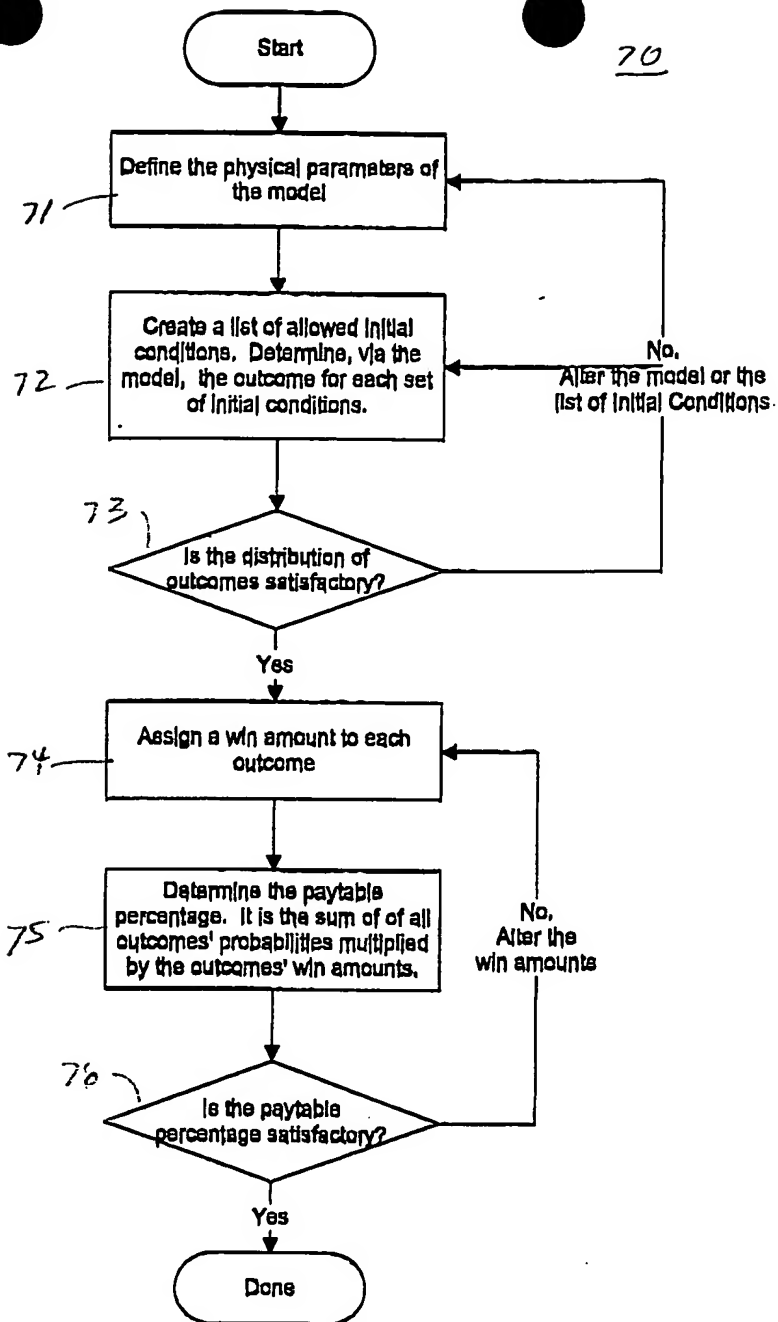 Start
70
Define the physical parameters of
the model
71
Create a list of allowed initial
conditions. Determine, via the
model, the outcome for each set
of initial conditions.
72
No.
Alter the model or the
list of Initial Conditions.
73
Is the distribution of
outcomes satisfactory?
Yes
Assign a win amount to each
outcome
74
Determine the paytable
percentage. It is the sum of of all
outcomes' probabilities multiplied
by the outcomes' win amounts.
75
No.
Alter the
win amounts
76
Is the paytable
percentage satisfactory?
Yes
Done